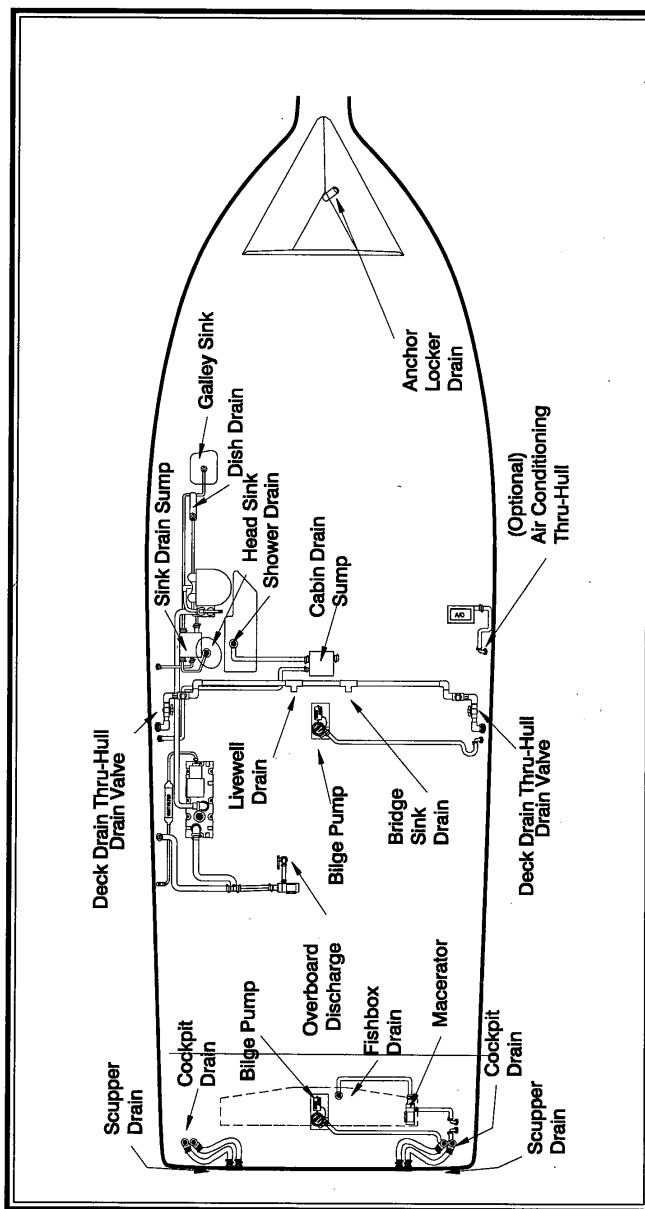 Galley Sink
Dish Drain
Sink Drain Sump
Head Sink
Shower Drain
Cabin Drain
Sump
Anchor
Locker
Drain
(Optional)
Air Conditioning
Thru-Hull
A/C
Deck Drain Thru-Hull
Drain Valve
Livewell
Drain
Bilge Pump
Bridge
Sink
Drain
Deck Drain Thru-Hull
Drain Valve
Overboard
Discharge
Scupper
Drain
Cockpit
Drain
Bilge Pump
Fishbox
Drain
Macerator
Cockpit
Drain
Scupper
Drain